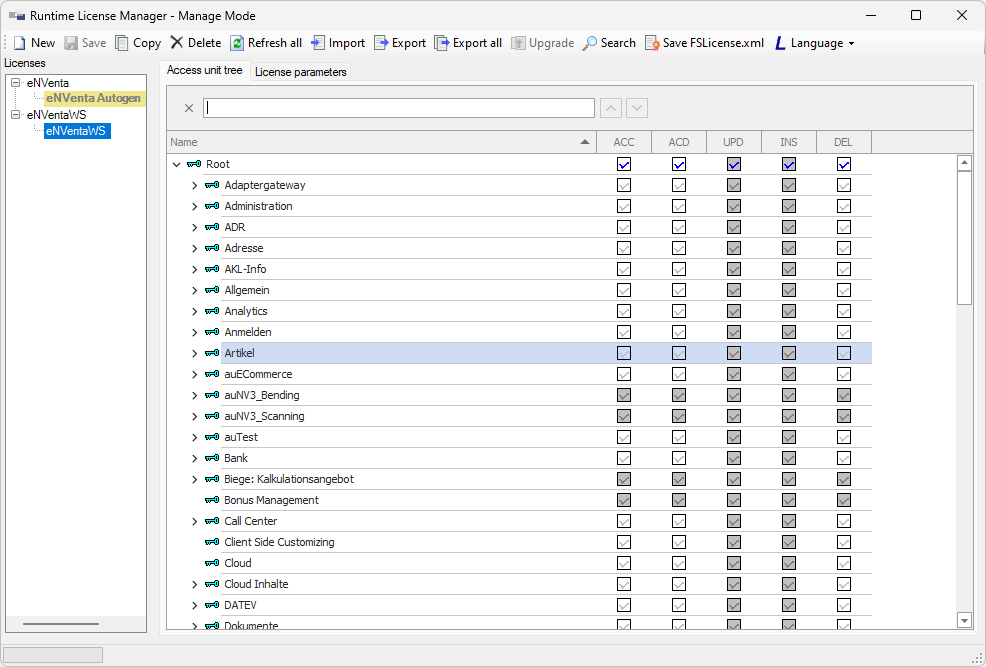 Runtime License Manager - Manage Mode
New Save Copy Delete Refresh all Import Export Export all Upgrade Search Save FSLicense.xml Language
Licenses
eNVenta
eNVenta Autogen
eNVentaWS
eNVentaWS
Access unit tree License parameters
Name ACC ACD UPD INS DEL
Root
Adaptergateway
Administration
ADR
Adresse
AKL-Info
Allgemein
Analytics
Anmelden
Artikel
auECommerce
auNV3_Bending
auNV3_Scanning
auTest
Bank
Biege: Kalkulationsangebot
Bonus Management
Call Center
Client Side Customizing
Cloud
Cloud Inhalte
DATEV
Dokumente